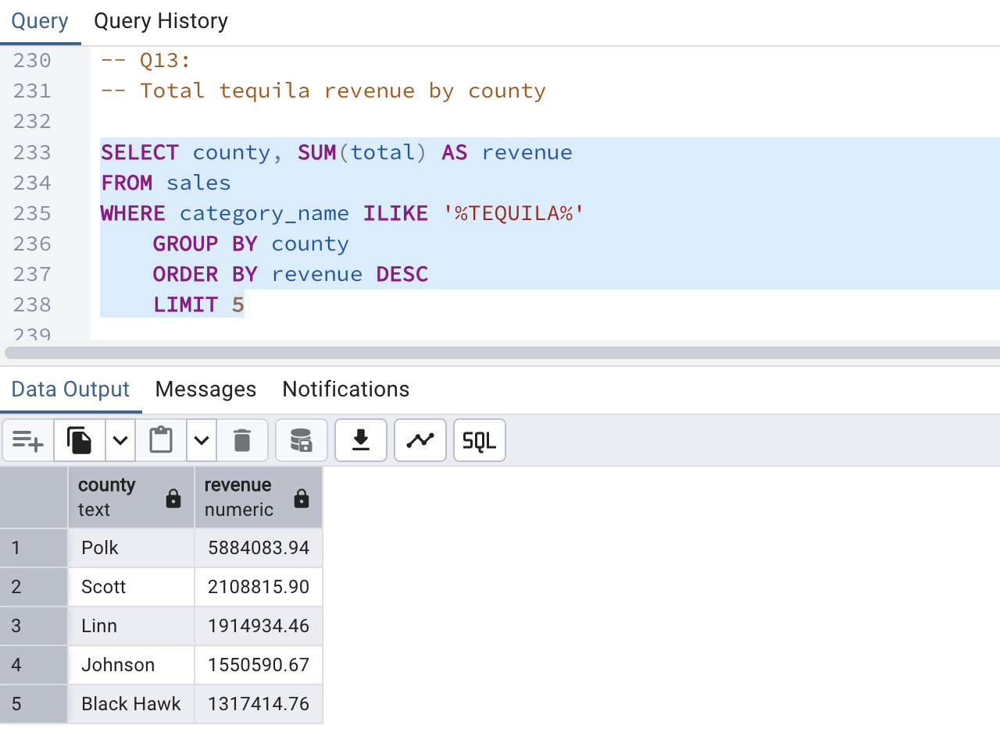 Query Query History
230 -- Q13:
231 -- Total tequila revenue by county
232
233 SELECT county, SUM(total) AS revenue
234 FROM sales
235 WHERE category_name ILIKE '%TEQUILA%'
236     GROUP BY county
237     ORDER BY revenue DESC
238     LIMIT 5
239
Data Output Messages Notifications
SQL
county revenue
text numeric
1 Polk 5884083.94
2 Scott 2108815.90
3 Linn 1914934.46
4 Johnson 1550590.67
5 Black Hawk 1317414.76